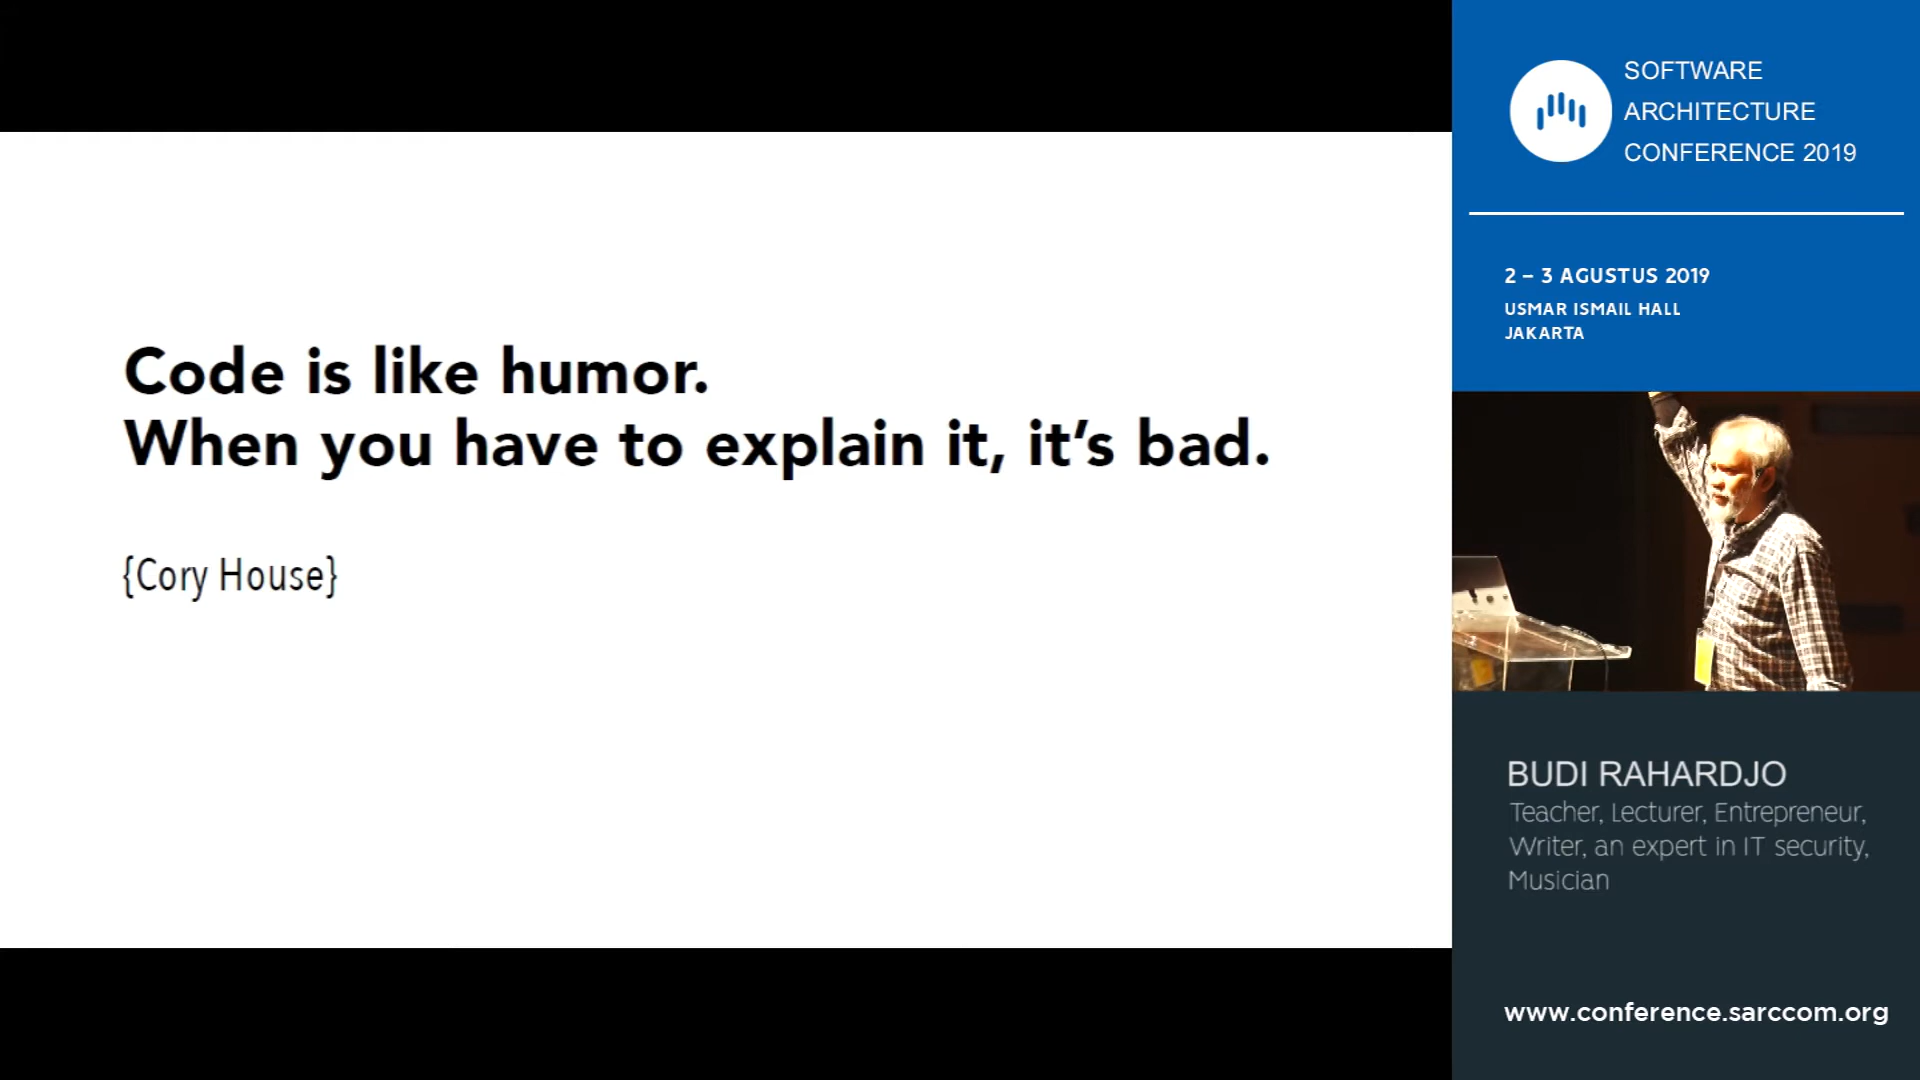 Code is like humor.
When you have to explain it, it’s bad.
{Cory House}
SOFTWARE
ARCHITECTURE
CONFERENCE 2019
2 – 3 AGUSTUS 2019
USMAR ISMAIL HALL
JAKARTA
BUDI RAHARDJO
Teacher, Lecturer, Entrepreneur,
Writer, an expert in IT security,
Musician
www.conference.sarccom.org